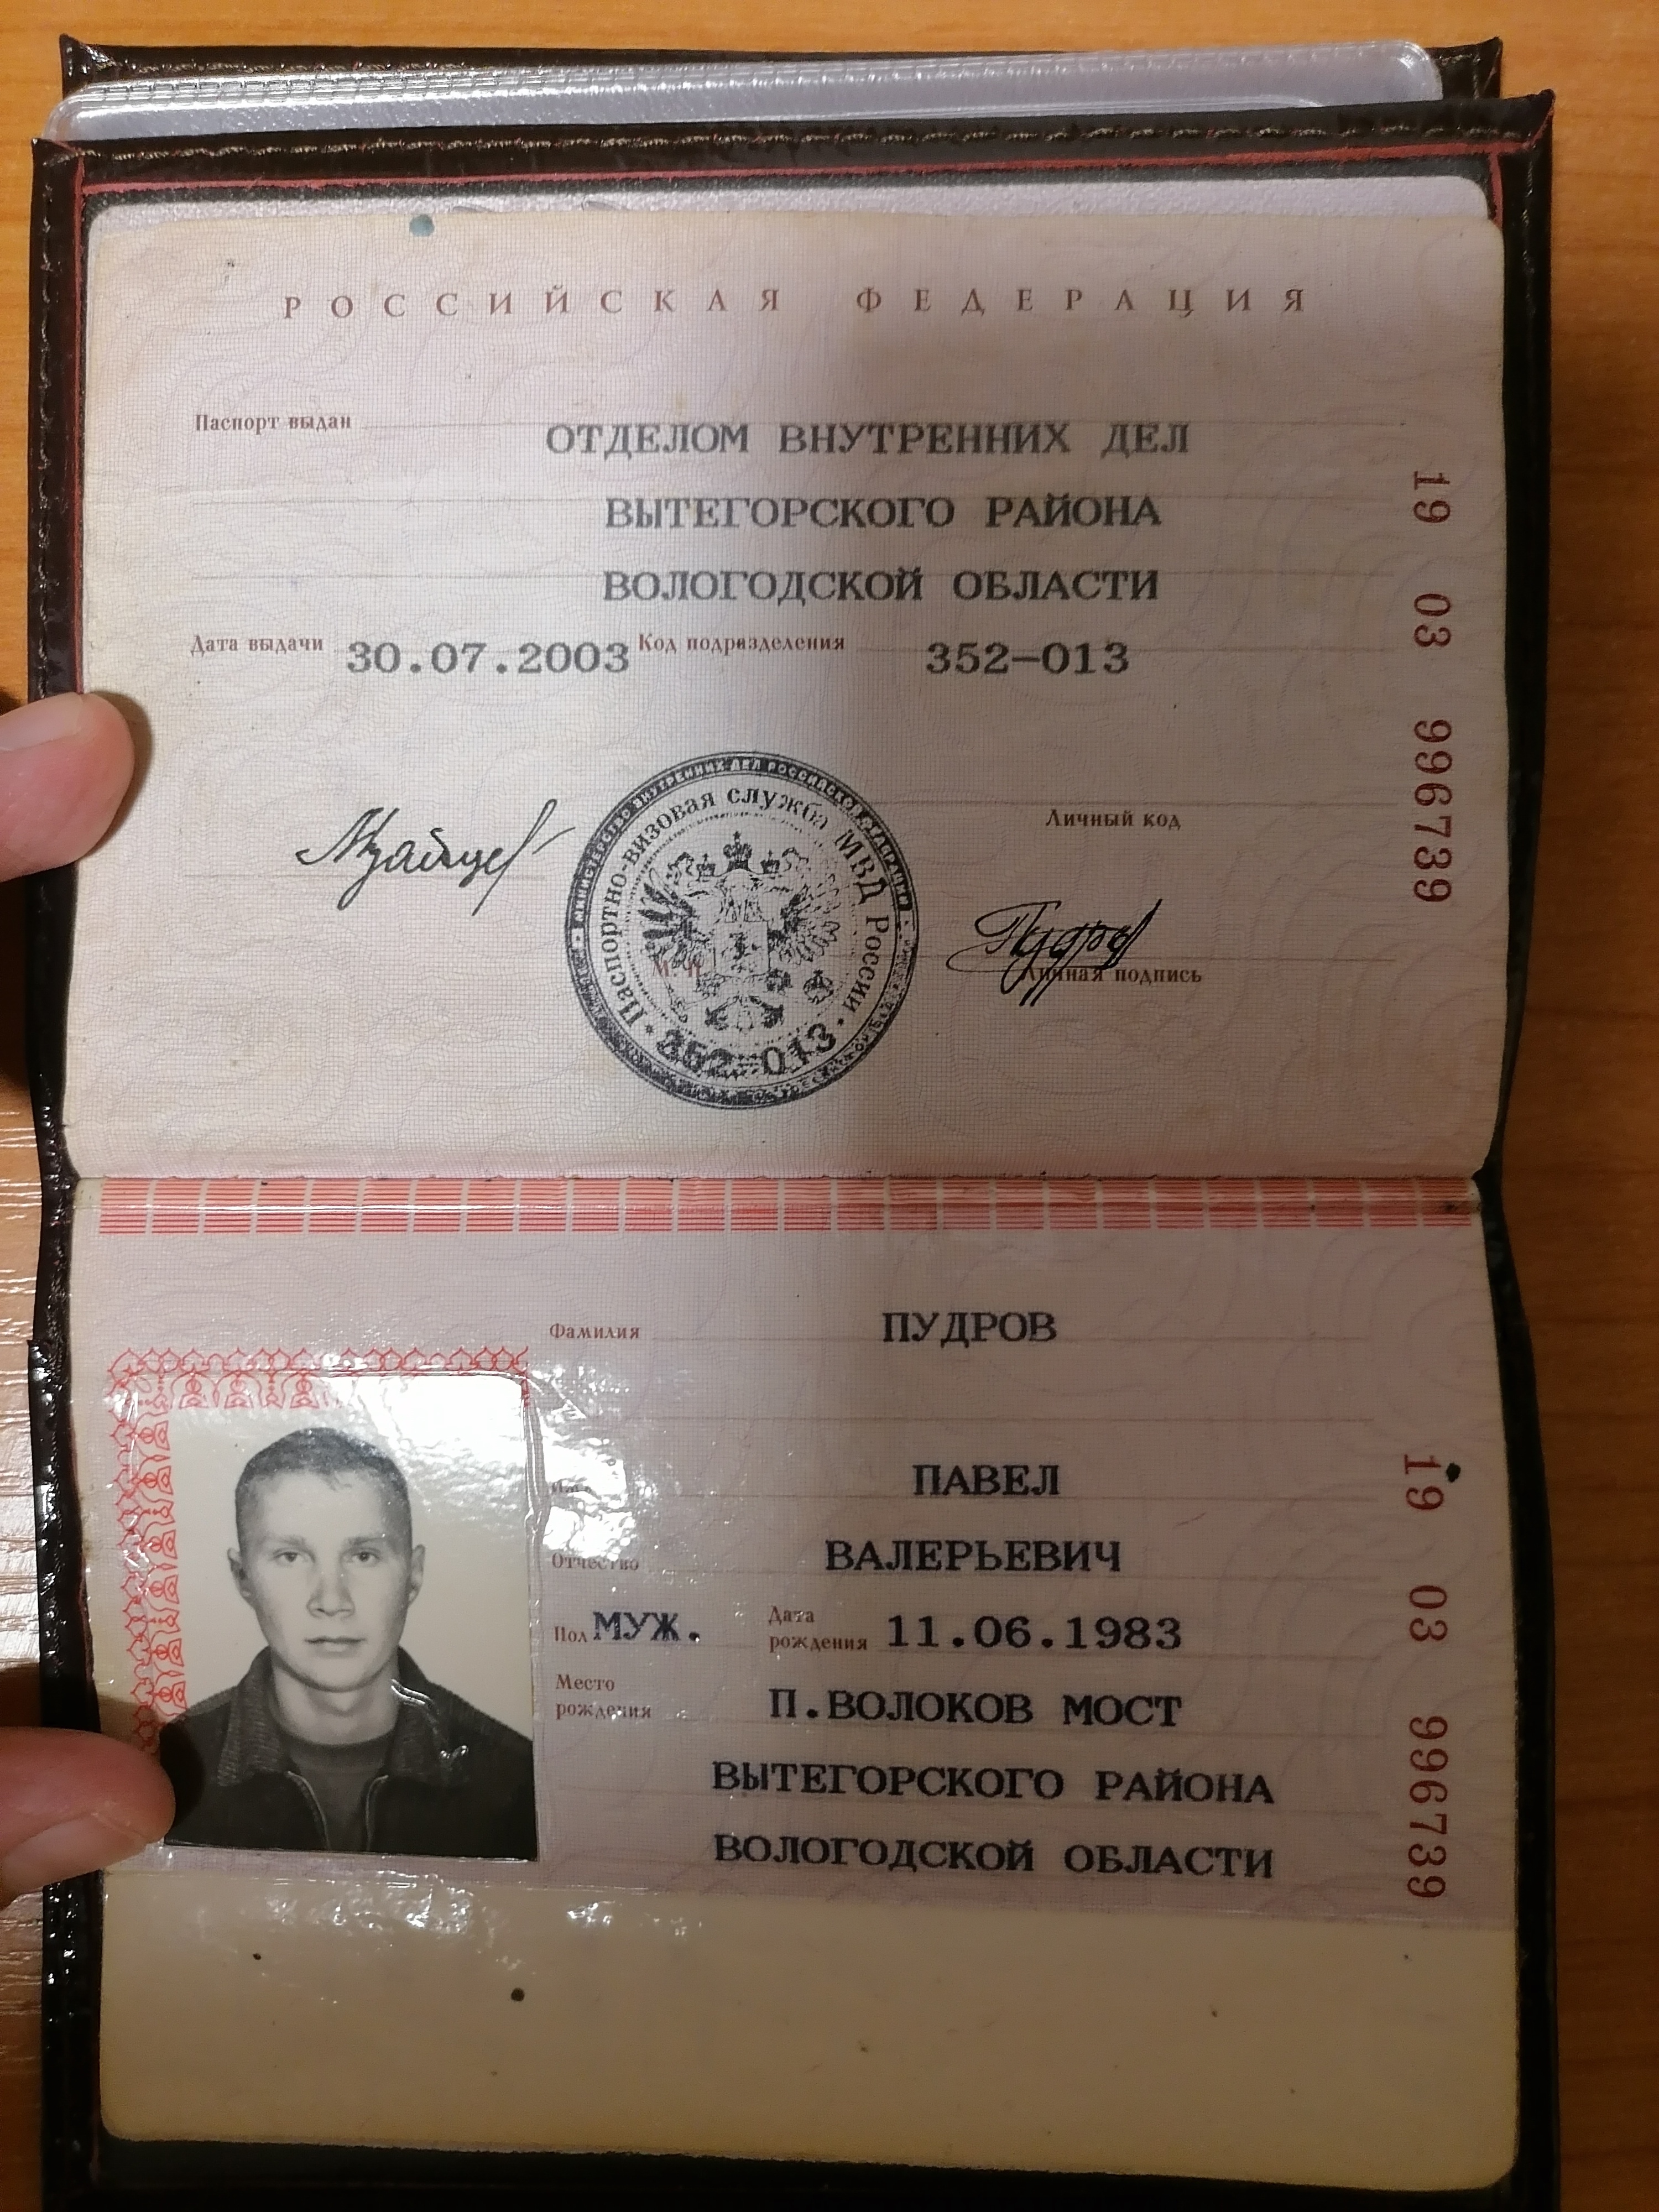 РОССИЙСКАЯ ФЕДЕРАЦИЯ
Паспорт выдан ОТДЕЛОМ ВНУТРЕННИХ ДЕЛ
ВЫТЕГОРСКОГО РАЙОНА
ВОЛОГОДСКОЙ ОБЛАСТИ
Дата выдачи 30.07.2003 Код подразделения 352-013
19 03 996739
Личный код
Личная подпись
М. П.
Паспортно-визовая служба МВД России
352-013
Фамилия ПУДРОВ
ПАВЕЛ
Отчество ВАЛЕРЬЕВИЧ
Пол МУЖ. Дата рождения 11.06.1983
Место рождения П.ВОЛОКОВ МОСТ
ВЫТЕГОРСКОГО РАЙОНА
ВОЛОГОДСКОЙ ОБЛАСТИ
19 03 996739